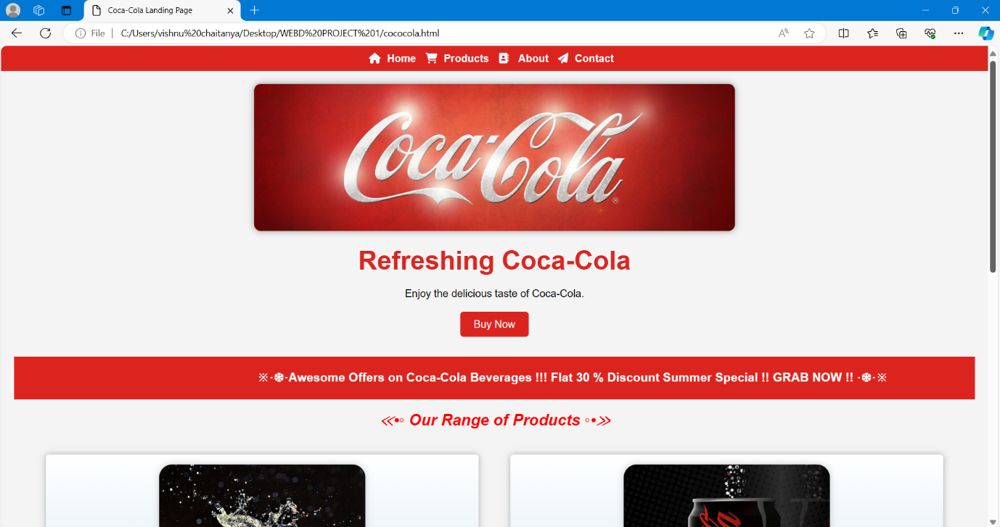 Coca-Cola Landing Page
File | C:/Users/vishnu%20chaitanya/Desktop/WEBD%20PROJECT%201/cococola.html
Home Products About Contact
Coca-Cola
®
Refreshing Coca-Cola
Enjoy the delicious taste of Coca-Cola.
Buy Now
※·❆·Awesome Offers on Coca-Cola Beverages !!! Flat 30 % Discount Summer Special !! GRAB NOW !! ·❆·※
≪•◦ Our Range of Products ◦•≫